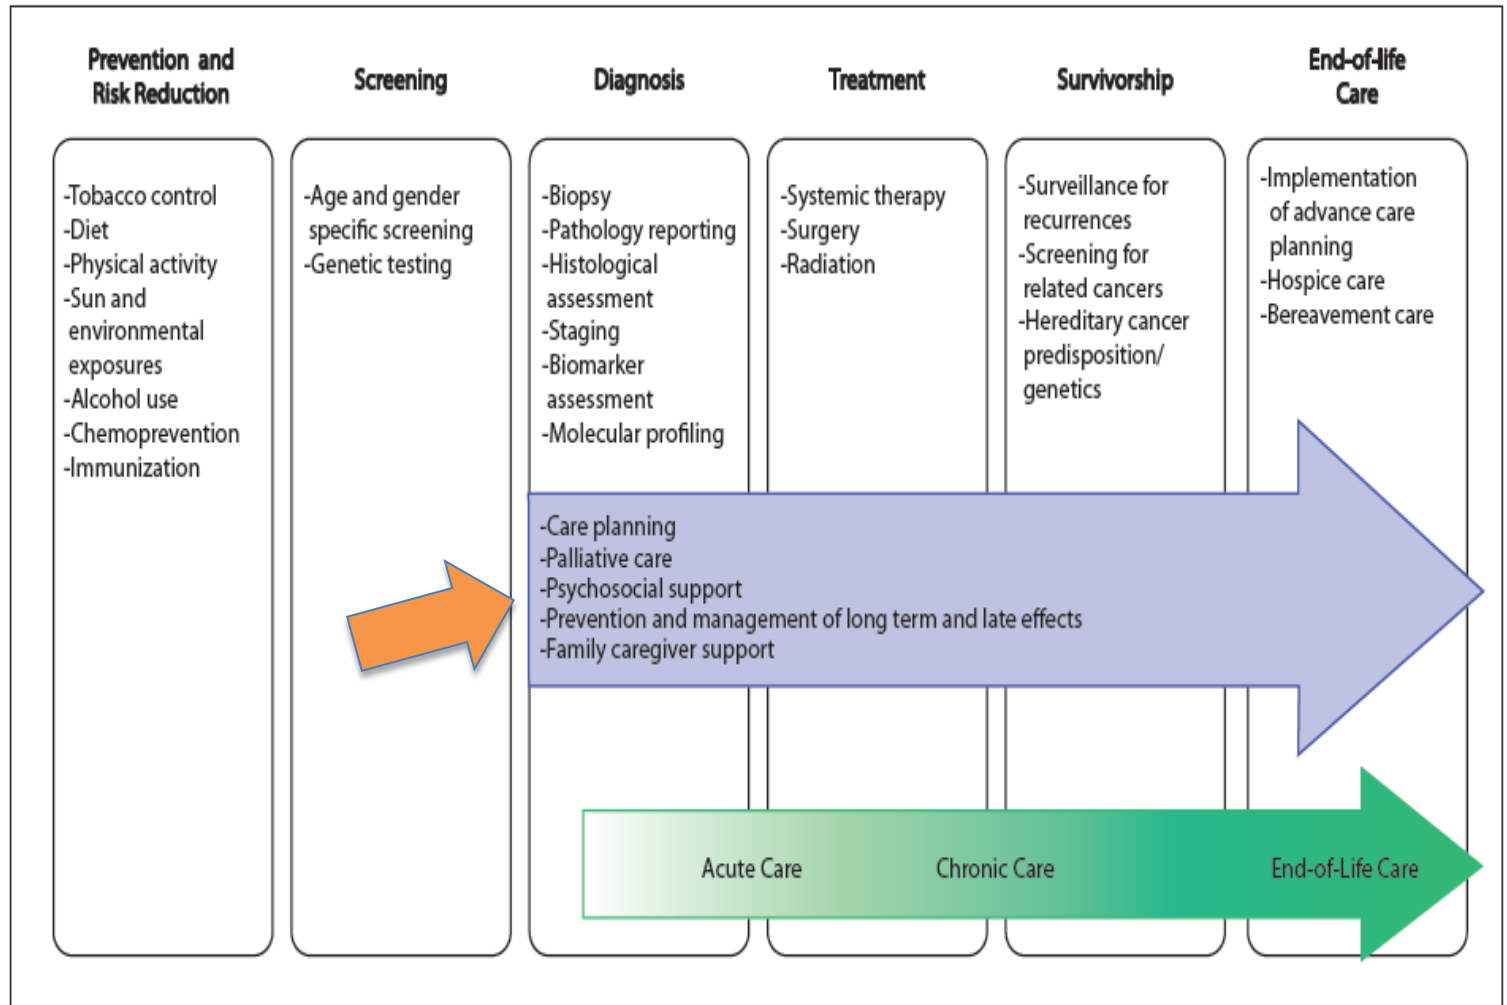 Prevention and
Risk Reduction
Screening
Diagnosis
Treatment
Survivorship
End-of-life
Care
-Tobacco control
-Diet
-Physical activity
-Sun and
environmental
exposures
-Alcohol use
-Chemoprevention
-Immunization
-Age and gender
specific screening
-Genetic testing
-Biopsy
-Pathology reporting
-Histological
assessment
-Staging
-Biomarker
assessment
-Molecular profiling
-Systemic therapy
-Surgery
-Radiation
-Surveillance for
recurrences
-Screening for
related cancers
-Hereditary cancer
predisposition/
genetics
-Implementation
of advance care
planning
-Hospice care
-Bereavement care
-Care planning
-Palliative care
-Psychosocial support
-Prevention and management of long term and late effects
-Family caregiver support
Acute Care
Chronic Care
End-of-Life Care